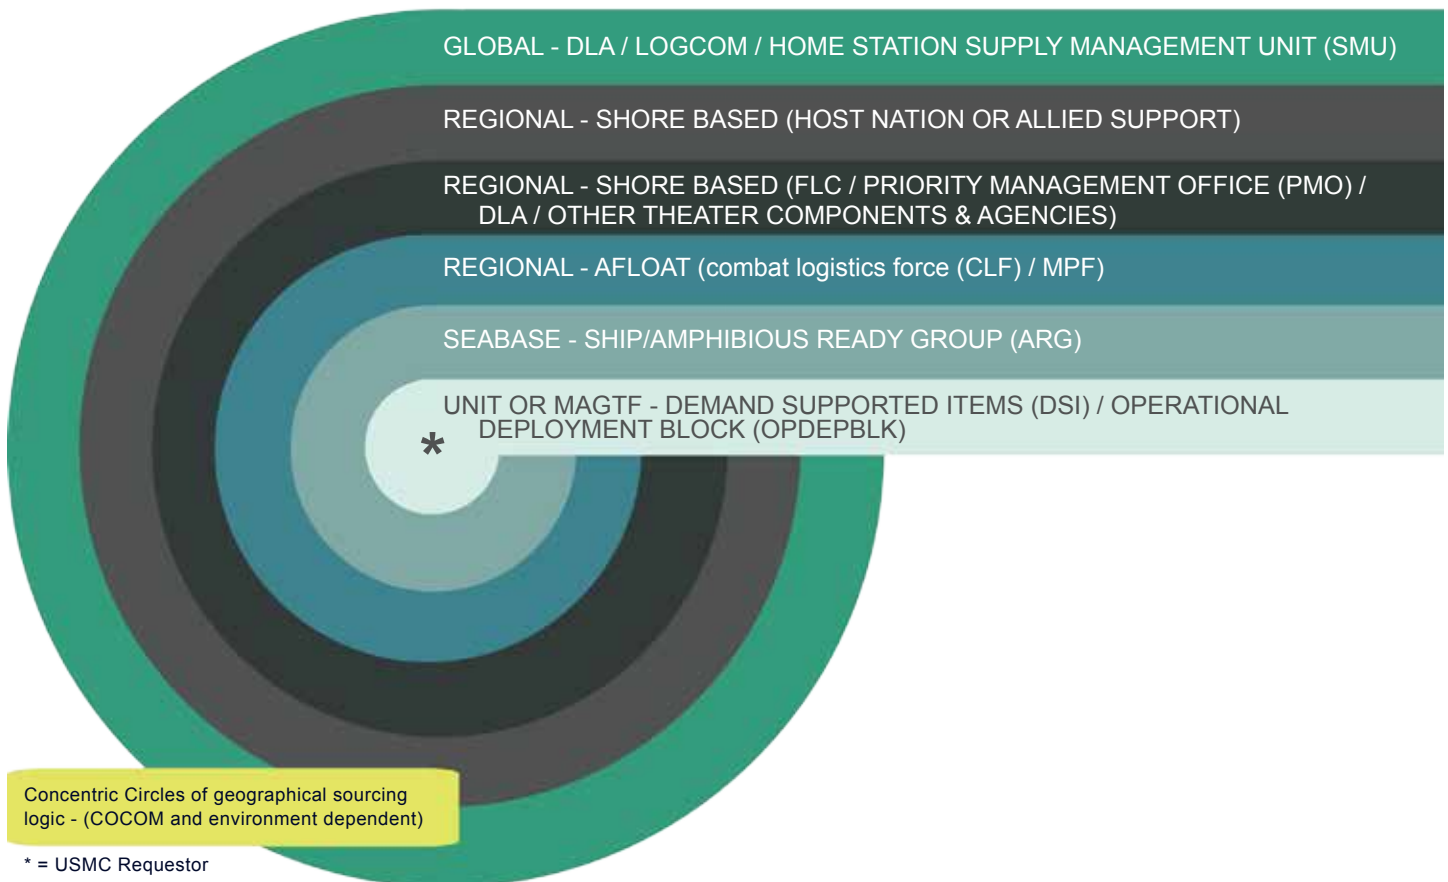 GLOBAL - DLA / LOGCOM / HOME STATION SUPPLY MANAGEMENT UNIT (SMU)
REGIONAL - SHORE BASED (HOST NATION OR ALLIED SUPPORT)
REGIONAL - SHORE BASED (FLC / PRIORITY MANAGEMENT OFFICE (PMO) /
DLA / OTHER THEATER COMPONENTS & AGENCIES)
REGIONAL - AFLOAT (combat logistics force (CLF) / MPF)
SEABASE - SHIP/AMPHIBIOUS READY GROUP (ARG)
UNIT OR MAGTF - DEMAND SUPPORTED ITEMS (DSI) / OPERATIONAL
DEPLOYMENT BLOCK (OPDEPBLK)
*
Concentric Circles of geographical sourcing
logic - (COCOM and environment dependent)
* = USMC Requestor